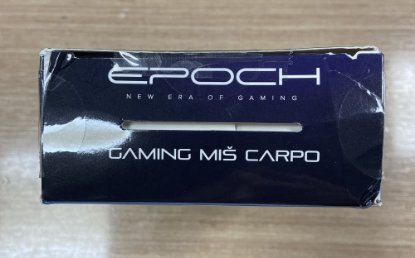 EPOCH
NEW ERA OF GAMING
GAMING MIŠ CARPO